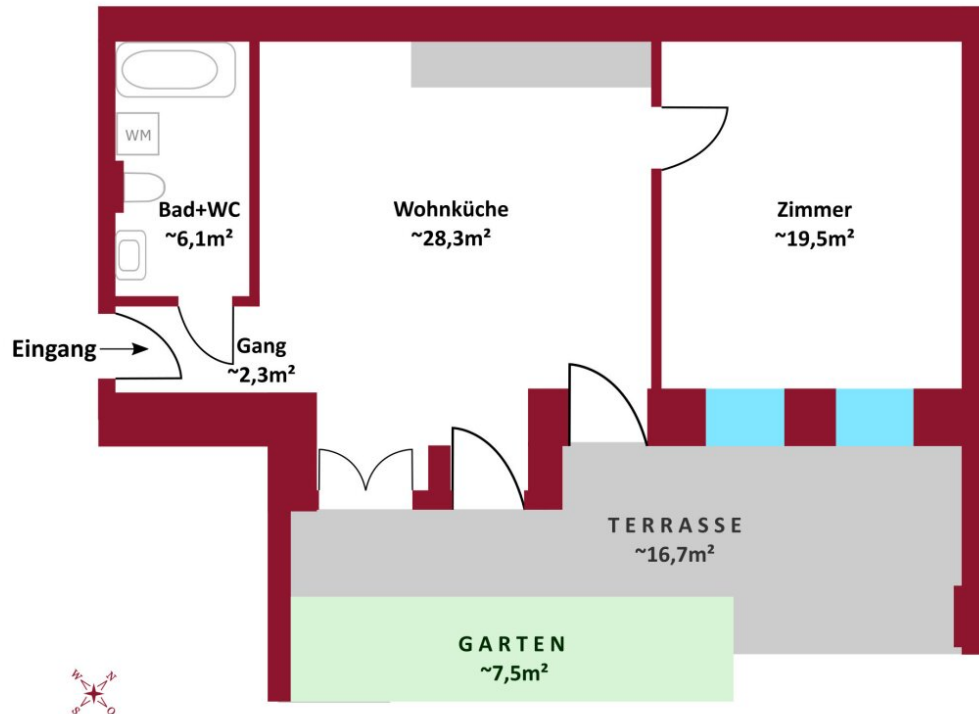 WM
Bad+WC
~6,1m²
Wohnküche
~28,3m²
Zimmer
~19,5m²
Eingang
Gang
~2,3m²
TERRASSE
~16,7m²
GARTEN
~7,5m²
W N
S O